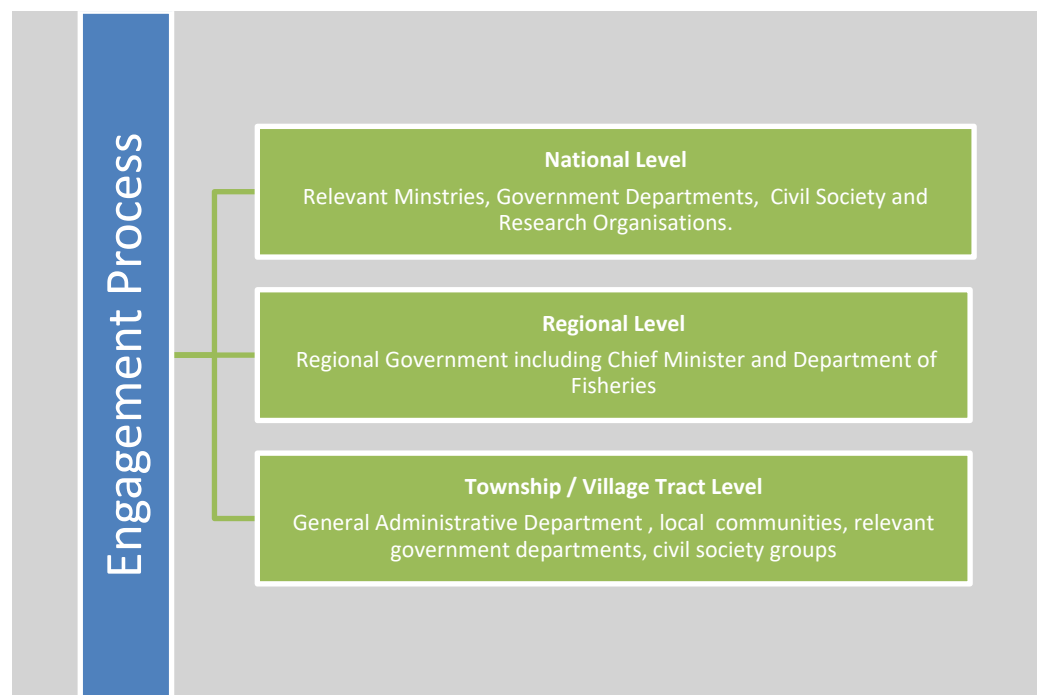 Engagement Process
National Level
Relevant Minstries, Government Departments,  Civil Society and
Research Organisations.
Regional Level
Regional Government including Chief Minister and Department of
Fisheries
Township / Village Tract Level
General Administrative Department , local  communities, relevant
government departments, civil society groups